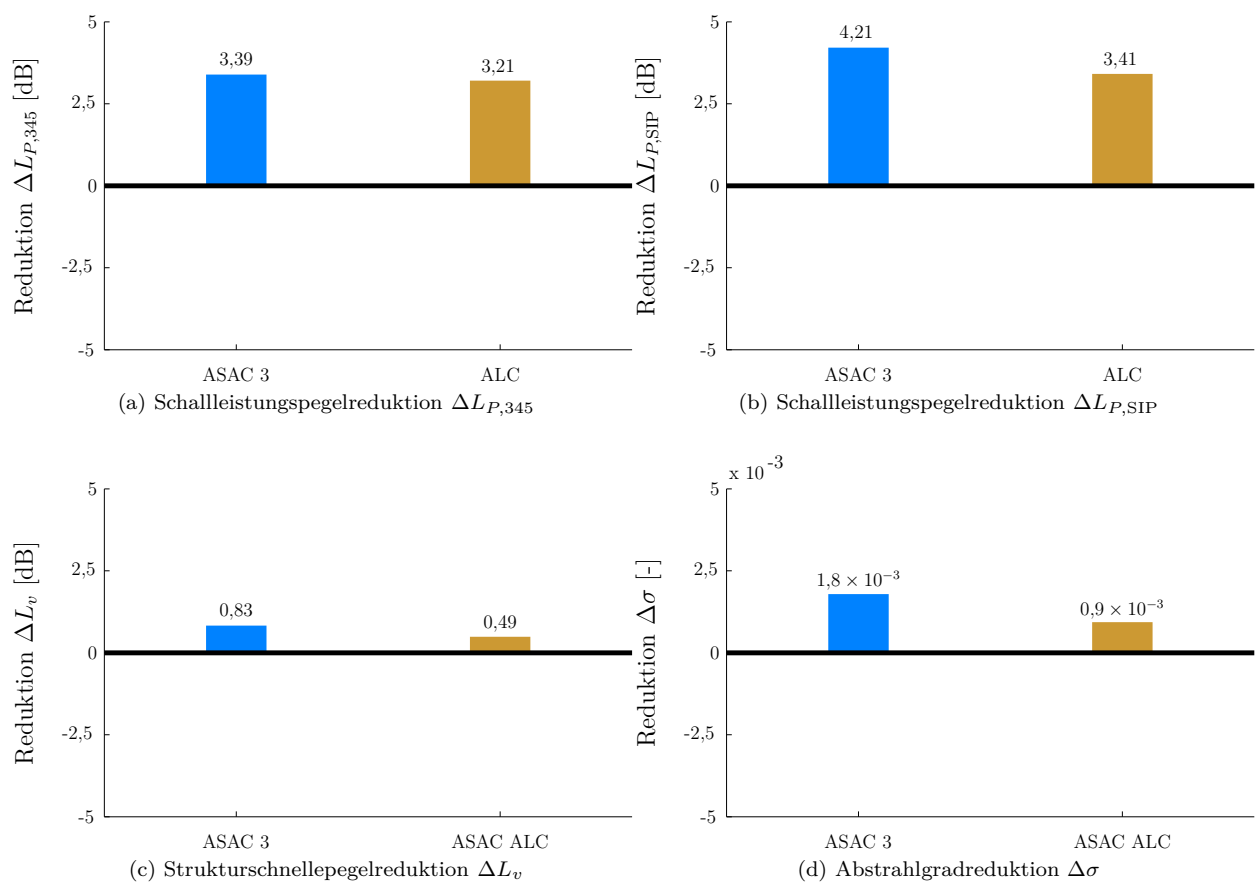 5
2,5
0
-2,5
-5
Reduktion ΔL_{P,345} [dB]
3,39
3,21
ASAC 3
ALC
(a) Schallleistungspegelreduktion ΔL_{P,345}
5
2,5
0
-2,5
-5
Reduktion ΔL_{P,SIP} [dB]
4,21
3,41
ASAC 3
ALC
(b) Schallleistungspegelreduktion ΔL_{P,SIP}
5
2,5
0
-2,5
-5
Reduktion ΔL_v [dB]
0,83
0,49
ASAC 3
ASAC ALC
(c) Strukturschnellepegelreduktion ΔL_v
x 10^{-3}
5
2,5
0
-2,5
-5
Reduktion Δσ [-]
1,8 × 10^{-3}
0,9 × 10^{-3}
ASAC 3
ASAC ALC
(d) Abstrahlgradreduktion Δσ